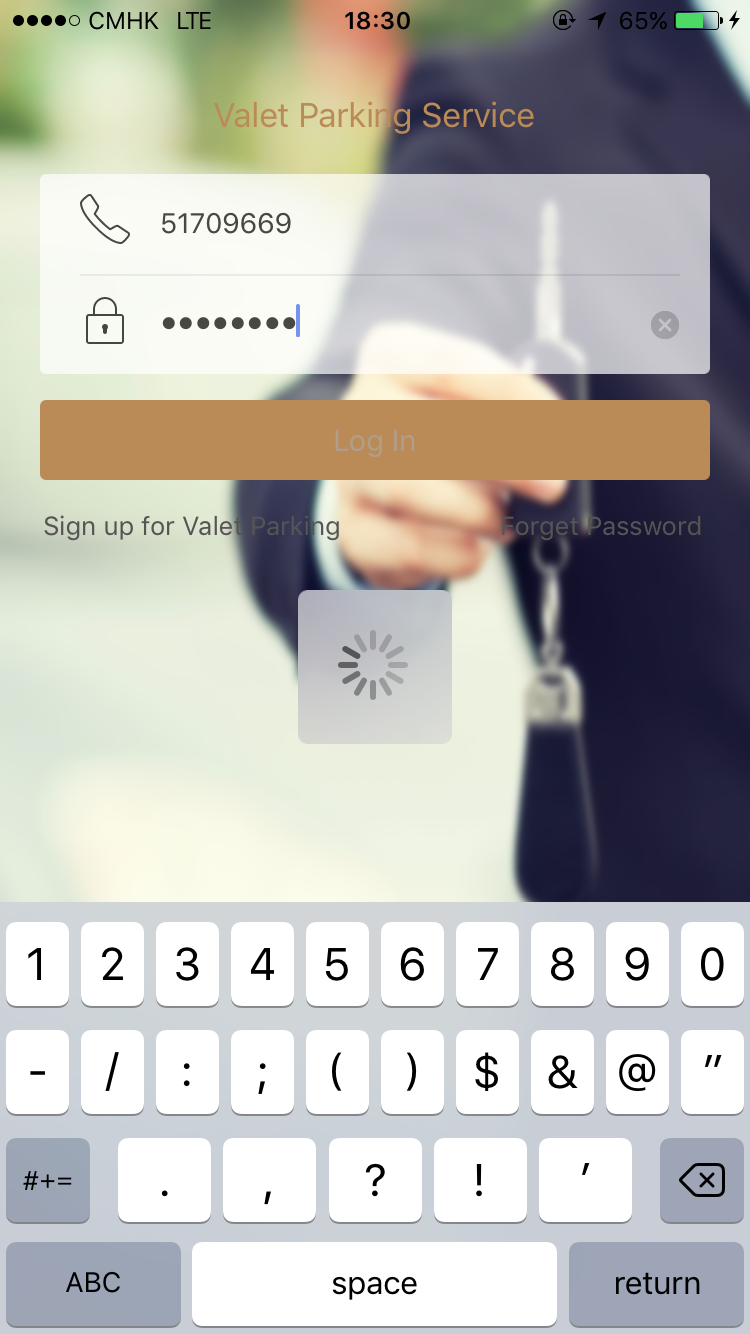 CMHK LTE 18:30 65%
Valet Parking Service
51709669
••••••••
Log In
Sign up for Valet Parking Forget Password
1 2 3 4 5 6 7 8 9 0
- / : ; ( ) $ & @ "
#+= . , ? ! '
ABC space return